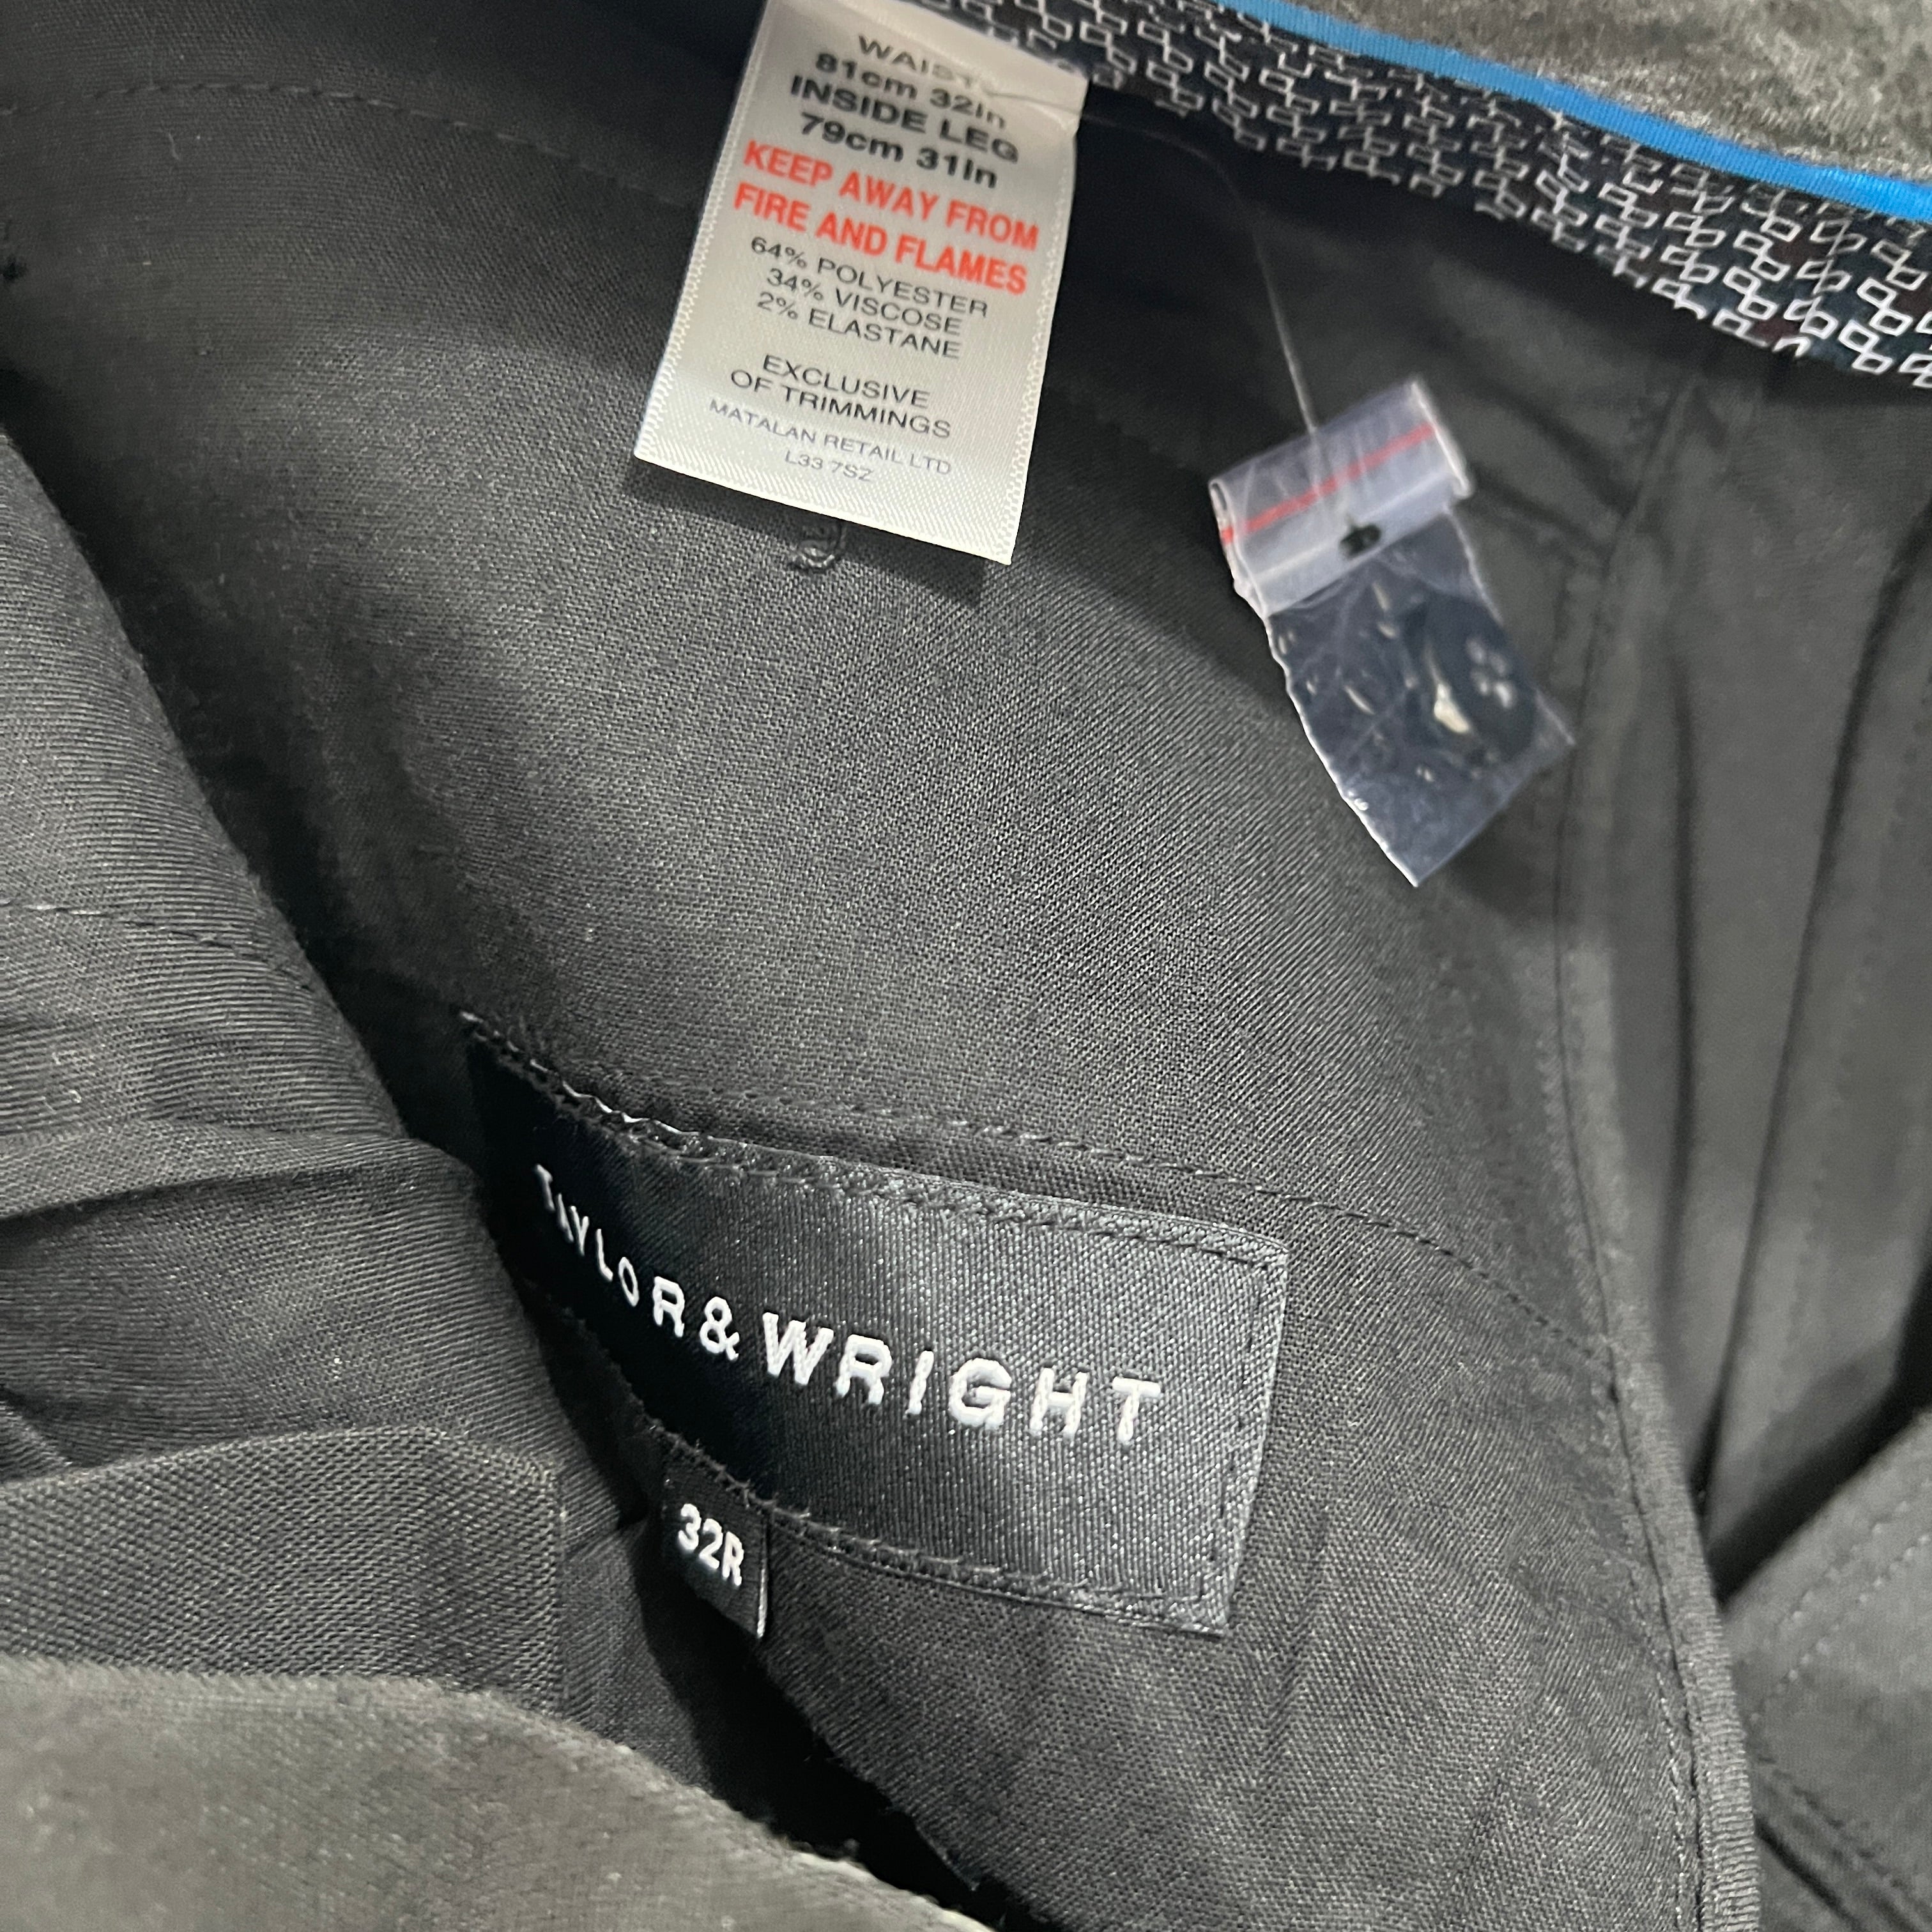 WAIST
81cm 32In
INSIDE LEG
79cm 31In
KEEP AWAY FROM
FIRE AND FLAMES
64% POLYESTER
34% VISCOSE
2% ELASTANE
EXCLUSIVE
OF TRIMMINGS
MATALAN RETAIL LTD
L33 7SZ
TAYLOR & WRIGHT
32R